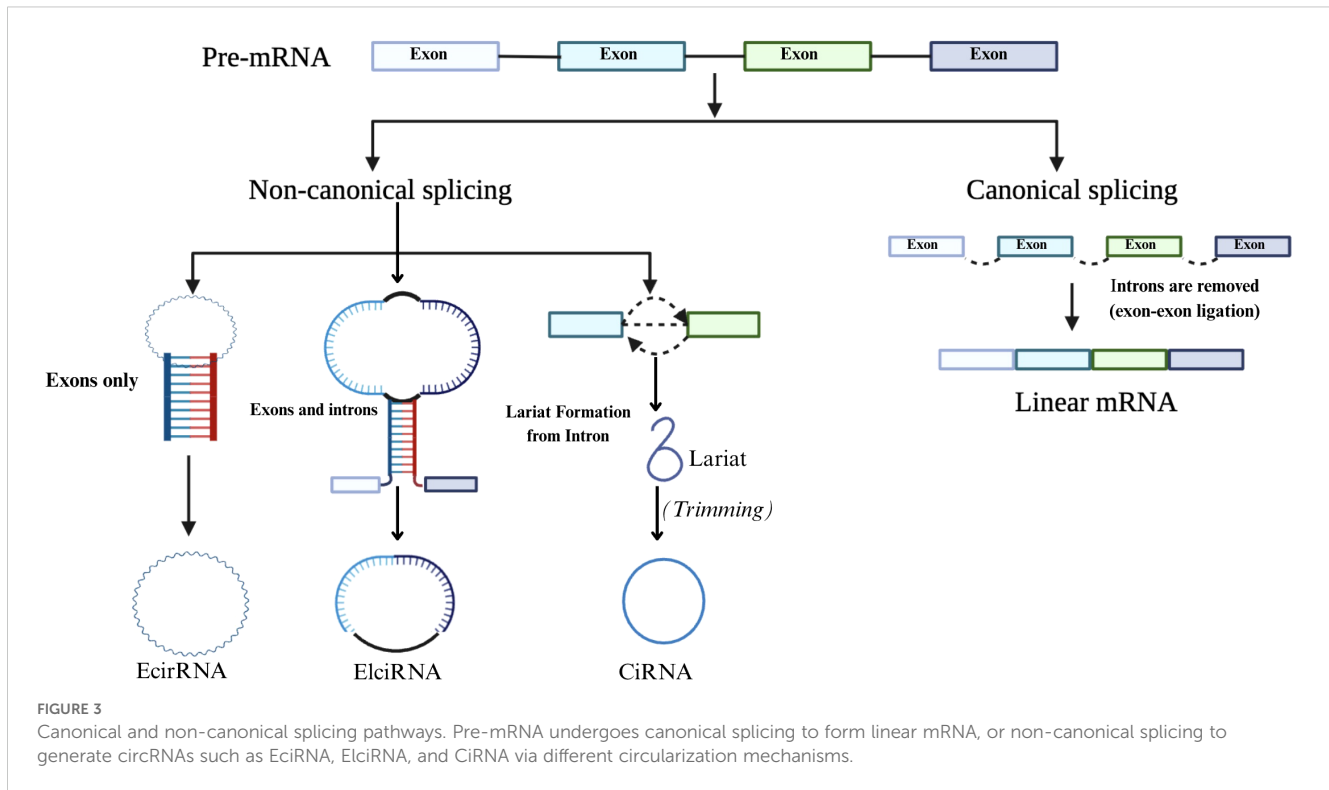 Pre-mRNA
Exon
Exon
Exon
Exon
Non-canonical splicing
Canonical splicing
Exon
Exon
Exon
Exon
Introns are removed
(exon-exon ligation)
Linear mRNA
Exons only
Exons and introns
Lariat Formation
from Intron
Lariat
(Trimming)
EcirRNA
ElciRNA
CiRNA
FIGURE 3
Canonical and non-canonical splicing pathways. Pre-mRNA undergoes canonical splicing to form linear mRNA, or non-canonical splicing to
generate circRNAs such as EciRNA, ElciRNA, and CiRNA via different circularization mechanisms.